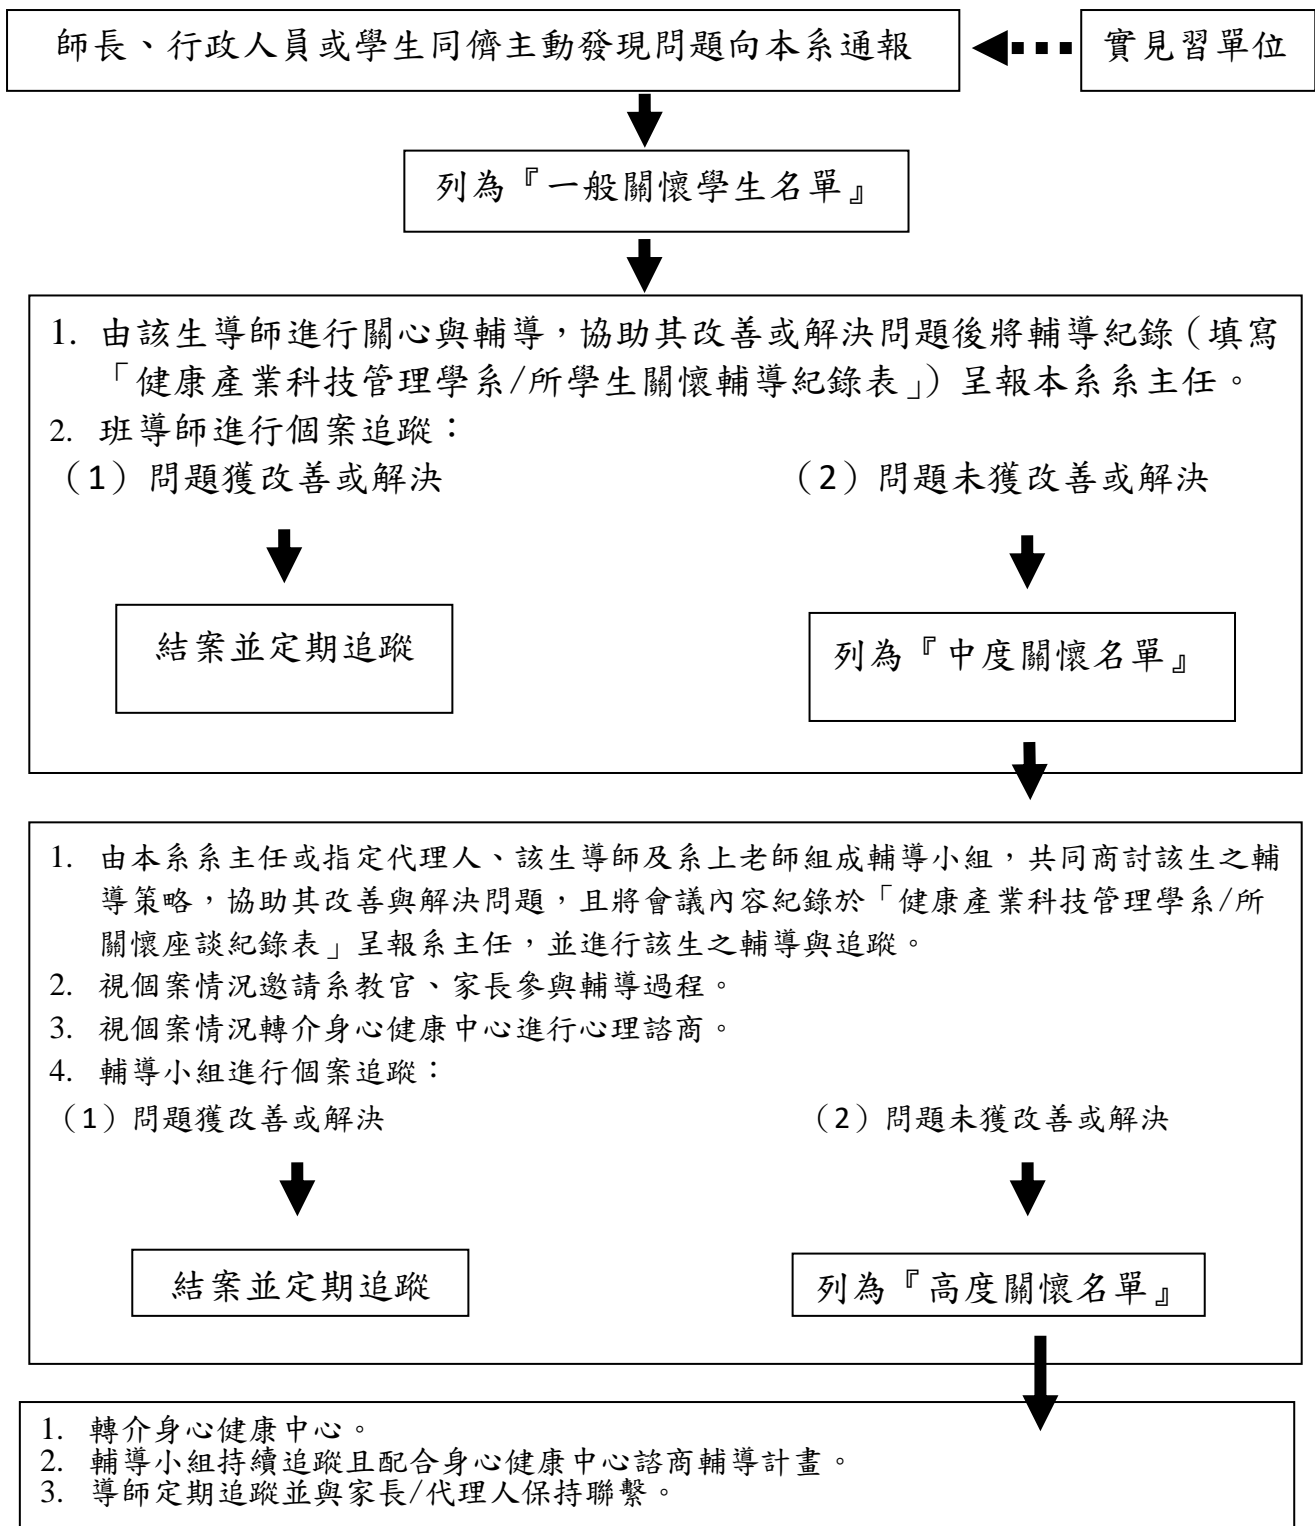 師長、行政人員或學生同儕主動發現問題向本系通報
實見習單位
列為『一般關懷學生名單』
1. 由該生導師進行關心與輔導，協助其改善或解決問題後將輔導紀錄（填寫
「健康產業科技管理學系/所學生關懷輔導紀錄表」）呈報本系系主任。
2. 班導師進行個案追蹤：
（1）問題獲改善或解決
（2）問題未獲改善或解決
結案並定期追蹤
列為『中度關懷名單』
1. 由本系系主任或指定代理人、該生導師及系上老師組成輔導小組，共同商討該生之輔
導策略，協助其改善與解決問題，且將會議內容紀錄於「健康產業科技管理學系/所
關懷座談紀錄表」呈報系主任，並進行該生之輔導與追蹤。
2. 視個案情況邀請系教官、家長參與輔導過程。
3. 視個案情況轉介身心健康中心進行心理諮商。
4. 輔導小組進行個案追蹤：
（1）問題獲改善或解決
（2）問題未獲改善或解決
結案並定期追蹤
列為『高度關懷名單』
1. 轉介身心健康中心。
2. 輔導小組持續追蹤且配合身心健康中心諮商輔導計畫。
3. 導師定期追蹤並與家長/代理人保持聯繫。